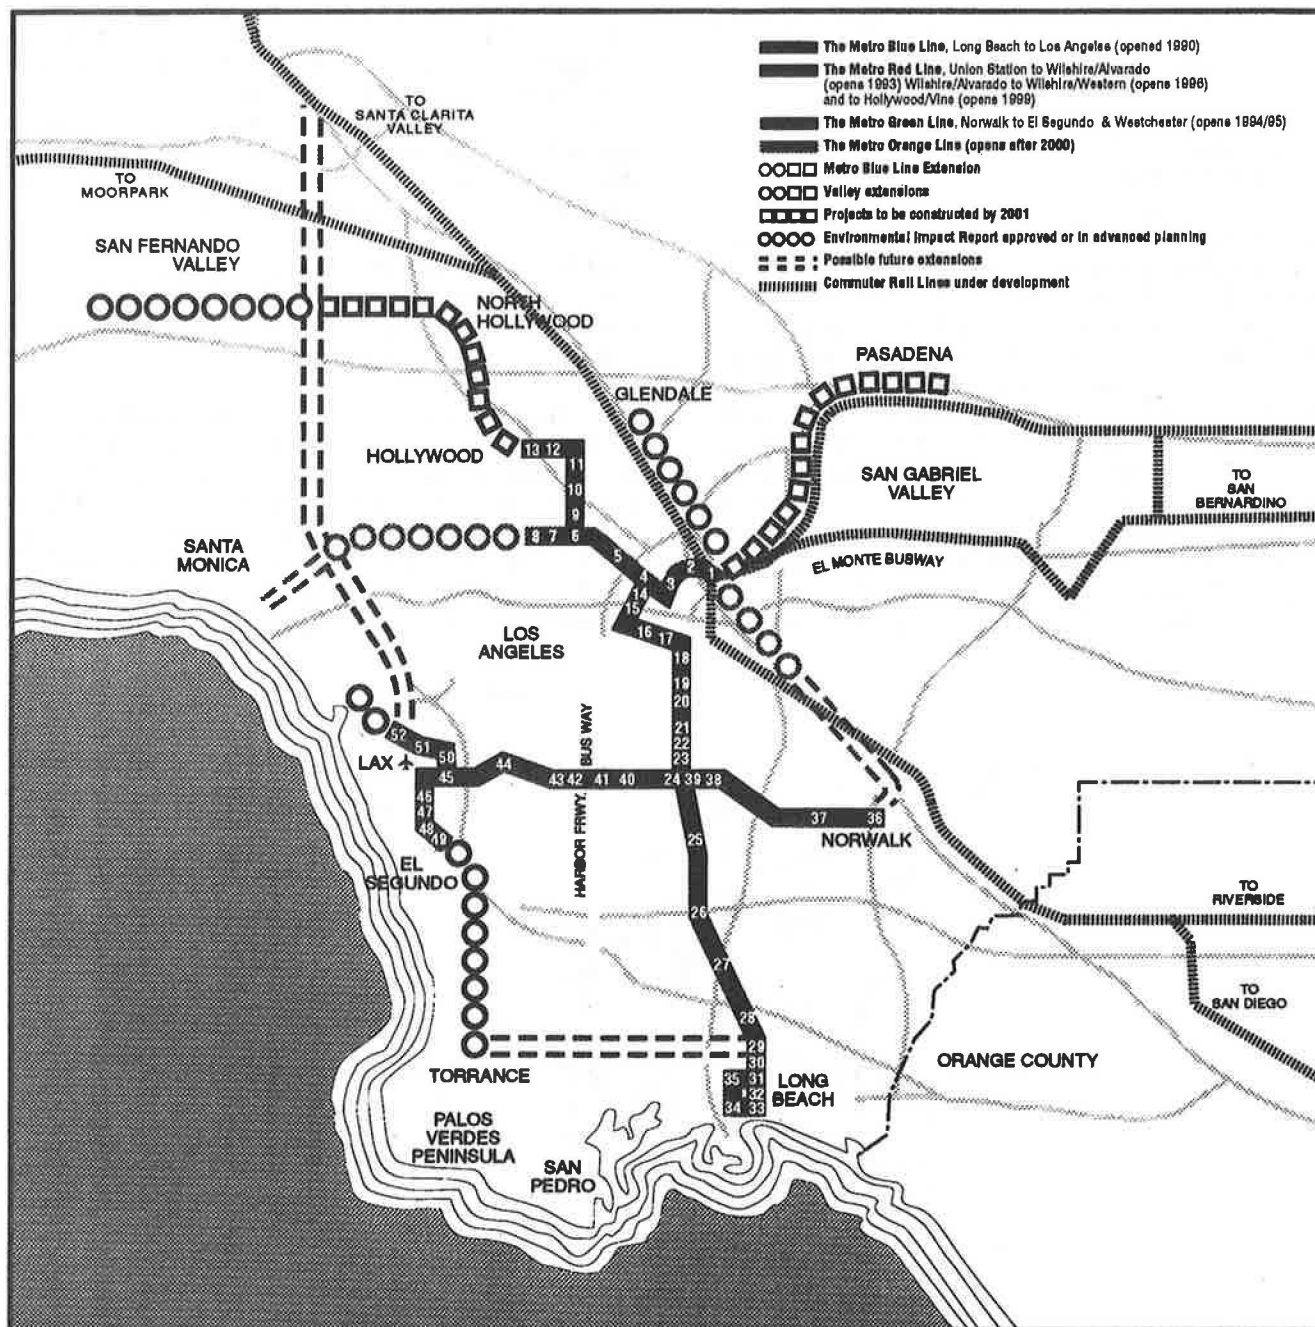 The Metro Blue Line, Long Beach to Los Angeles (opened 1990)
The Metro Red Line, Union Station to Wilshire/Alvarado
(opens 1993) Wilshire/Alvarado to Wilshire/Western (opens 1996)
and to Hollywood/Vine (opens 1999)
The Metro Green Line, Norwalk to El Segundo & Westchester (opens 1994/95)
The Metro Orange Line (opens after 2000)
Metro Blue Line Extension
Valley extensions
Projects to be constructed by 2001
Environmental Impact Report approved or in advanced planning
Possible future extensions
Commuter Rail Lines under development
TO
SANTA CLARITA
VALLEY
TO
MOORPARK
SAN FERNANDO
VALLEY
NORTH
HOLLYWOOD
PASADENA
GLENDALE
HOLLYWOOD
13 12
11
10
9
8 7 6
5
4
3
2
1
SAN GABRIEL
VALLEY
TO
SAN
BERNARDINO
SANTA
MONICA
EL MONTE BUSWAY
14
15
16 17
18
19
20
21
22
23
LOS
ANGELES
HARBOR FRWY. BUS WAY
52
51
50
LAX
45
44
43 42 41 40 24 39 38
37 36
NORWALK
46
47
48
49
EL
SEGUNDO
25
26
27
28
29
30
35 31
32
34 33
TO
RIVERSIDE
TO
SAN DIEGO
ORANGE COUNTY
TORRANCE
LONG
BEACH
PALOS
VERDES
PENINSULA
SAN
PEDRO